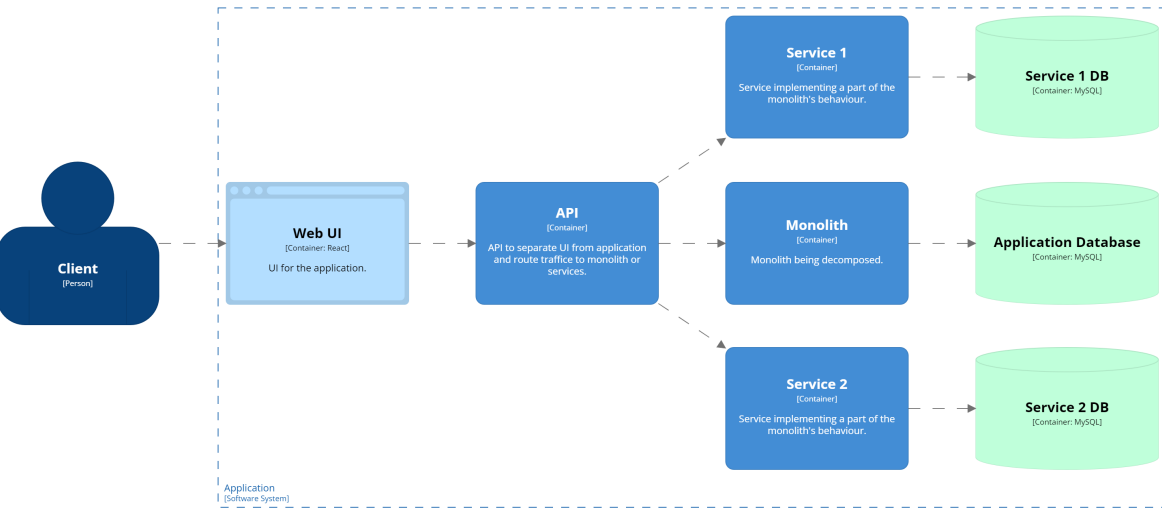 Client
[Person]
Web UI
[Container: React]
UI for the application.
API
[Container]
API to separate UI from application
and route traffice to monolith or
services.
Service 1
[Container]
Service implementing a part of the
monolith's behaviour.
Service 1 DB
[Container: MySQL]
Monolith
[Container]
Monolith being decomposed.
Application Database
[Container: MySQL]
Service 2
[Container]
Service implementing a part of the
monolith's behaviour.
Service 2 DB
[Container: MySQL]
Application
[Software System]